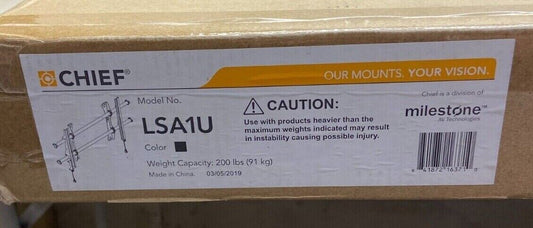 CHIEF®
OUR MOUNTS. YOUR VISION.
Model No.
LSA1U
Color
Weight Capacity: 200 lbs (91 kg)
Made in China. 03/05/2019
CAUTION:
Use with products heavier than the
maximum weights indicated may result
in instability causing possible injury.
Chief is a division of
milestone™
AV Technologies